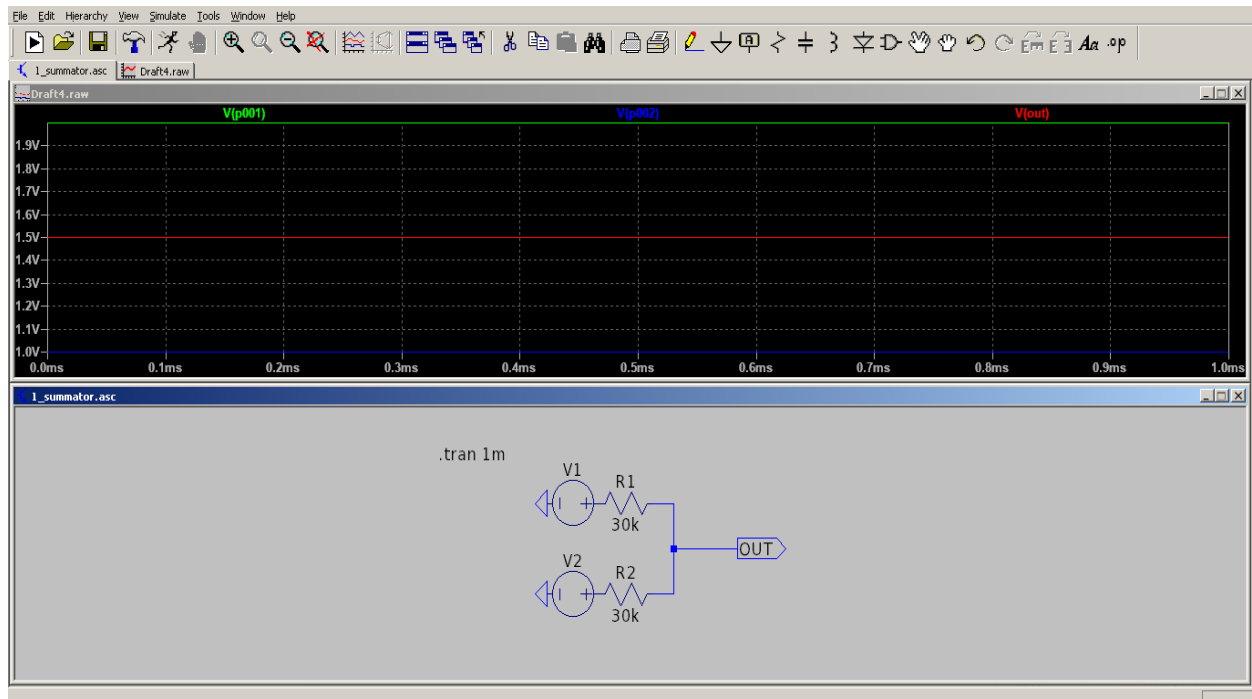 File Edit Hierarchy View Simulate Tools Window Help
Aa .op
1_summator.asc Draft4.raw
Draft4.raw
V(p001) V(p002) V(out)
1.9V
1.8V
1.7V
1.6V
1.5V
1.4V
1.3V
1.2V
1.1V
1.0V
0.0ms 0.1ms 0.2ms 0.3ms 0.4ms 0.5ms 0.6ms 0.7ms 0.8ms 0.9ms 1.0ms
1_summator.asc
.tran 1m
V1
R1
30k
OUT
V2
R2
30k